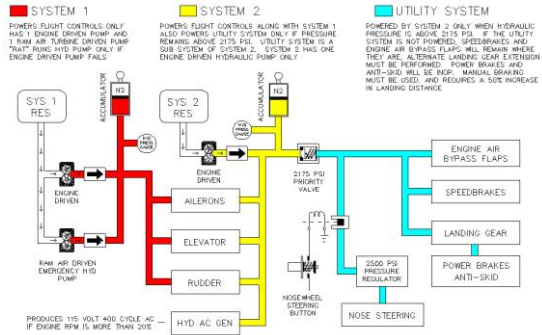 SYSTEM 1
POWERS FLIGHT CONTROLS ONLY
HAS 1 ENGINE DRIVEN PUMP AND
1 RAM AIR TURBINE DRIVEN PUMP
"RAT" RUNS HYD PUMP ONLY IF
ENGINE DRIVEN PUMP FAILS
SYSTEM 2
POWERS FLIGHT CONTROLS ALONG WITH SYSTEM 1
ALSO POWERS UTILITY SYSTEM ONLY IF PRESSURE
REMAINS ABOVE 2175 PSI. UTILITY SYSTEM IS A
SUB SYSTEM OF SYSTEM 2. SYSTEM 2 HAS ONE
ENGINE DRIVEN HYDRAULIC PUMP ONLY
UTILITY SYSTEM
POWERED BY SYSTEM 2 ONLY WHEN HYDRAULIC
PRESSURE IS ABOVE 2175 PSI. IF THE UTILITY
SYSTEM IS NOT POWERED, SPEEDBRAKES AND
ENGINE AIR BYPASS FLAPS WILL REMAIN WHERE
THEY ARE, ALTERNATE LANDING GEAR EXTENSION
MUST BE PERFORMED. POWER BRAKES AND
ANTI-SKID WILL BE INOP. MANUAL BRAKING
MUST BE USED, AND REQUIRES A 50% INCREASE
IN LANDING DISTANCE
SYS 1
RES
ACCUMULATOR
N2
HYD
PRESS
GAUGE
ENGINE
DRIVEN
RAM AIR DRIVEN
EMERGENCY HYD
PUMP
SYS 2
RES
ACCUMULATOR
N2
HYD
PRESS
GAUGE
ENGINE
DRIVEN
2175 PSI
PRIORITY
VALVE
AILERONS
ELEVATOR
RUDDER
HYD AC GEN
PRODUCES 115 VOLT 400 CYCLE AC
IF ENGINE RPM IS MORE THAN 20%
NOSEWHEEL
STEERING
BUTTON
2500 PSI
PRESSURE
REGULATOR
NOSE STEERING
ENGINE AIR
BYPASS FLAPS
SPEEDBRAKES
LANDING GEAR
POWER BRAKES
ANTI-SKID